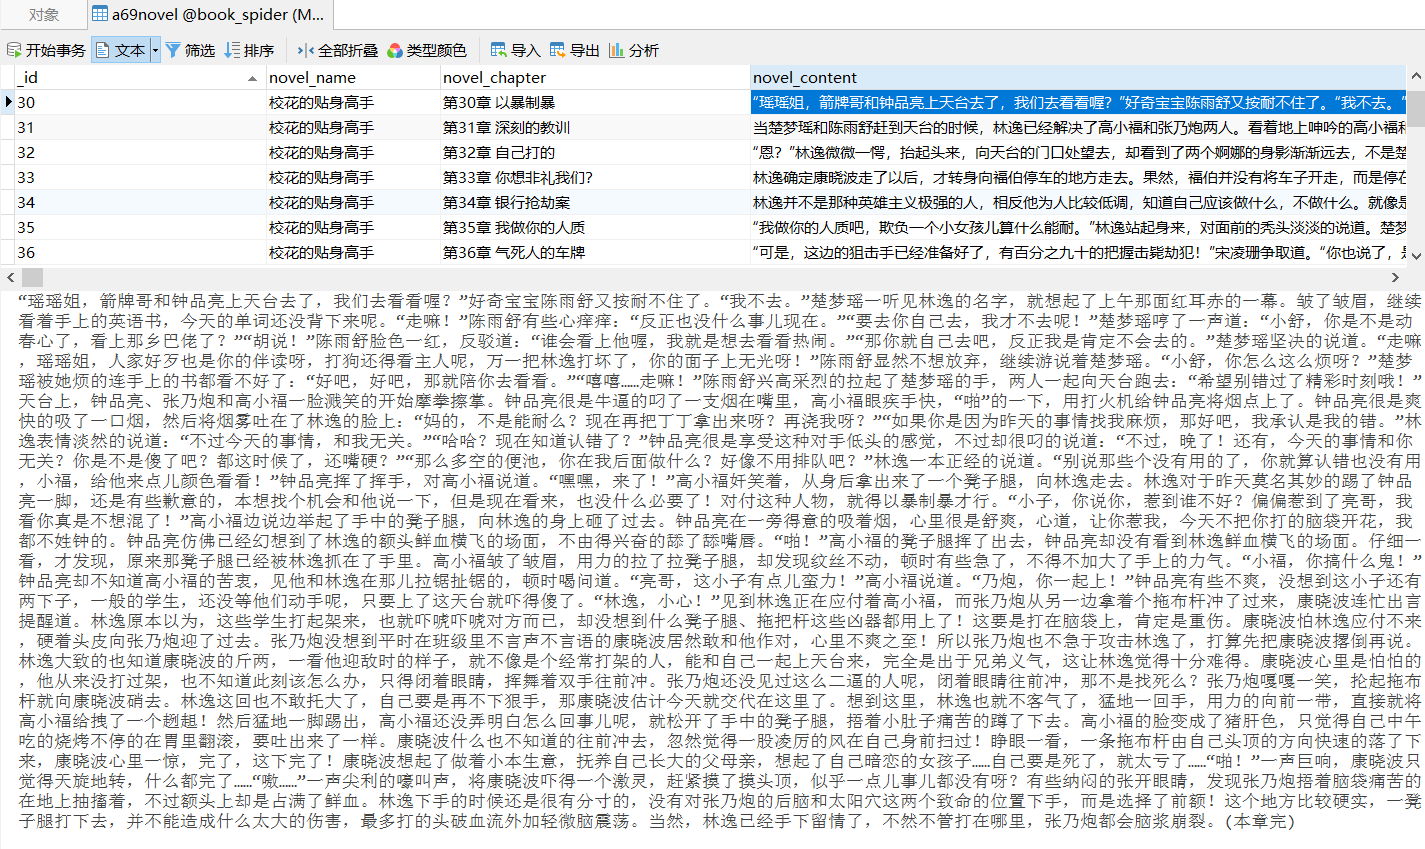 对象
a69novel @book_spider (M...
开始事务 文本 筛选 排序 全部折叠 类型颜色 导入 导出 分析
_id novel_name novel_chapter novel_content
30 校花的贴身高手 第30章 以暴制暴 “瑶瑶姐，箭牌哥和钟品亮上天台去了，我们去看看喔？”好奇宝宝陈雨舒又按耐不住了。“我不去。”
31 校花的贴身高手 第31章 深刻的教训 当楚梦瑶和陈雨舒赶到天台的时候，林逸已经解决了高小福和张乃炮两人。看着地上呻吟的高小福和
32 校花的贴身高手 第32章 自己打的 “恩？”林逸微微一愕，抬起头来，向天台的门口处望去，却看到了两个婀娜的身影渐渐远去，不是楚
33 校花的贴身高手 第33章 你想非礼我们？ 林逸确定康晓波走了以后，才转身向福伯停车的地方走去。果然，福伯并没有将车子开走，而是停在
34 校花的贴身高手 第34章 银行抢劫案 林逸并不是那种英雄主义极强的人，相反他为人比较低调，知道自己应该做什么，不做什么。就像是
35 校花的贴身高手 第35章 我做你的人质 “我做你的人质吧，欺负一个小女孩儿算什么能耐。”林逸站起身来，对面前的秃头淡淡的说道。楚梦
36 校花的贴身高手 第36章 气死人的车牌 “可是，这边的狙击手已经准备好了，有百分之九十的把握击毙劫犯！”宋凌珊争取道。“你也说了，是
“瑶瑶姐，箭牌哥和钟品亮上天台去了，我们去看看喔？”好奇宝宝陈雨舒又按耐不住了。“我不去。”楚梦瑶一听见林逸的名字，就想起了上午那面红耳赤的一幕。皱了皱眉，继续
看着手上的英语书，今天的单词还没背下来呢。“走嘛！”陈雨舒有些心痒痒：“反正也没什么事儿现在。”“要去你自己去，我才不去呢！”楚梦瑶哼了一声道：“小舒，你是不是动
春心了，看上那乡巴佬了？”“胡说！”陈雨舒脸色一红，反驳道：“谁会看上他喔，我就是想去看看热闹。”“那你就自己去吧，反正我是肯定不会去的。”楚梦瑶坚决的说道。“走嘛
，瑶瑶姐，人家好歹也是你的伴读呀，打狗还得看主人呢，万一把林逸打坏了，你的面子上无光呀！”陈雨舒显然不想放弃，继续游说着楚梦瑶。“小舒，你怎么这么烦呀？”楚梦
瑶被她烦的连手上的书都看不好了：“好吧，好吧，那就陪你去看看。”“嘻嘻……走嘛！”陈雨舒兴高采烈的拉起了楚梦瑶的手，两人一起向天台跑去：“希望别错过了精彩时刻哦！”
天台上，钟品亮、张乃炮和高小福一脸溅笑的开始摩拳擦掌。钟品亮很是牛逼的叼了一支烟在嘴里，高小福眼疾手快，“啪”的一下，用打火机给钟品亮将烟点上了。钟品亮很是爽
快的吸了一口烟，然后将烟雾吐在了林逸的脸上：“妈的，不是能耐么？现在再把丁丁拿出来呀？再浇我呀？”“如果你是因为昨天的事情找我麻烦，那好吧，我承认是我的错。”林
逸表情淡然的说道：“不过今天的事情，和我无关。”“哈哈？现在知道认错了？”钟品亮很是享受这种对手低头的感觉，不过却很叼的说道：“不过，晚了！还有，今天的事情和你
无关？你是不是傻了吧？都这时候了，还嘴硬？”“那么多空的便池，你在我后面做什么？好像不用排队吧？”林逸一本正经的说道。“别说那些个没有用的了，你就算认错也没有用
，小福，给他来点儿颜色看看！”钟品亮挥了挥手，对高小福说道。“嘿嘿，来了！”高小福奸笑着，从身后拿出来了一个凳子腿，向林逸走去。林逸对于昨天莫名其妙的踢了钟品
亮一脚，还是有些歉意的，本想找个机会和他说一下，但是现在看来，也没什么必要了！对付这种人物，就得以暴制暴才行。“小子，你说你，惹到谁不好？偏偏惹到了亮哥，我
看你真是不想混了！”高小福边说边举起了手中的凳子腿，向林逸的身上砸了过去。钟品亮在一旁得意的吸着烟，心里很是舒爽，心道，让你惹我，今天不把你打的脑袋开花，我
都不姓钟的。钟品亮仿佛已经幻想到了林逸的额头鲜血横飞的场面，不由得兴奋的舔了舔嘴唇。“啪！”高小福的凳子腿挥了出去，钟品亮却没有看到林逸鲜血横飞的场面。仔细一
看，才发现，原来那凳子腿已经被林逸抓在了手里。高小福皱了皱眉，用力的拉了拉凳子腿，却发现纹丝不动，顿时有些急了，不得不加大了手上的力气。“小福，你搞什么鬼！”
钟品亮却不知道高小福的苦衷，见他和林逸在那儿拉锯扯锯的，顿时喝问道。“亮哥，这小子有点儿蛮力！”高小福说道。“乃炮，你一起上！”钟品亮有些不爽，没想到这小子还有
两下子，一般的学生，还没等他们动手呢，只要上了这天台就吓得傻了。“林逸，小心！”见到林逸正在应付着高小福，而张乃炮从另一边拿着个拖布杆冲了过来，康晓波连忙出言
提醒道。林逸原本以为，这些学生打起架来，也就吓唬吓唬对方而已，却没想到什么凳子腿、拖把杆这些凶器都用上了！这要是打在脑袋上，肯定是重伤。康晓波怕林逸应付不来
，硬着头皮向张乃炮迎了过去。张乃炮没想到平时在班级里不言声不言语的康晓波居然敢和他作对，心里不爽之至！所以张乃炮也不急于攻击林逸了，打算先把康晓波撂倒再说。
林逸大致的也知道康晓波的斤两，一看他迎敌时的样子，就不像是个经常打架的人，能和自己一起上天台来，完全是出于兄弟义气，这让林逸觉得十分难得。康晓波心里是怕怕的
，他从来没打过架，也不知道此刻该怎么办，只得闭着眼睛，挥舞着双手往前冲。张乃炮还没见过这么二逼的人呢，闭着眼睛往前冲，那不是找死么？张乃炮嘎嘎一笑，抡起拖布
杆就向康晓波硝去。林逸这回也不敢托大了，自己要是再不下狠手，那康晓波估计今天就交代在这里了。想到这里，林逸也就不客气了，猛地一回手，用力的向前一带，直接就将
高小福给拽了一个趔趄！然后猛地一脚踢出，高小福还没弄明白怎么回事儿呢，就松开了手中的凳子腿，捂着小肚子痛苦的蹲了下去。高小福的脸变成了猪肝色，只觉得自己中午
吃的烧烤不停的在胃里翻滚，要吐出来了一样。康晓波什么也不知道的往前冲去，忽然觉得一股凌厉的风在自己身前扫过！睁眼一看，一条拖布杆由自己头顶的方向快速的落了下
来，康晓波心里一惊，完了，这下完了！康晓波想起了做着小本生意，抚养自己长大的父母亲，想起了自己暗恋的女孩子……自己要是死了，就太亏了……“啪！”一声巨响，康晓波只
觉得天旋地转，什么都完了……“嗷……”一声尖利的嚎叫声，将康晓波吓得一个激灵，赶紧摸了摸头顶，似乎一点儿事儿都没有呀？有些纳闷的张开眼睛，发现张乃炮捂着脑袋痛苦的
在地上抽搐着，不过额头上却是占满了鲜血。林逸下手的时候还是很有分寸的，没有对张乃炮的后脑和太阳穴这两个致命的位置下手，而是选择了前额！这个地方比较硬实，一凳
子腿打下去，并不能造成什么太大的伤害，最多打的头破血流外加轻微脑震荡。当然，林逸已经手下留情了，不然不管打在哪里，张乃炮都会脑浆崩裂。(本章完)